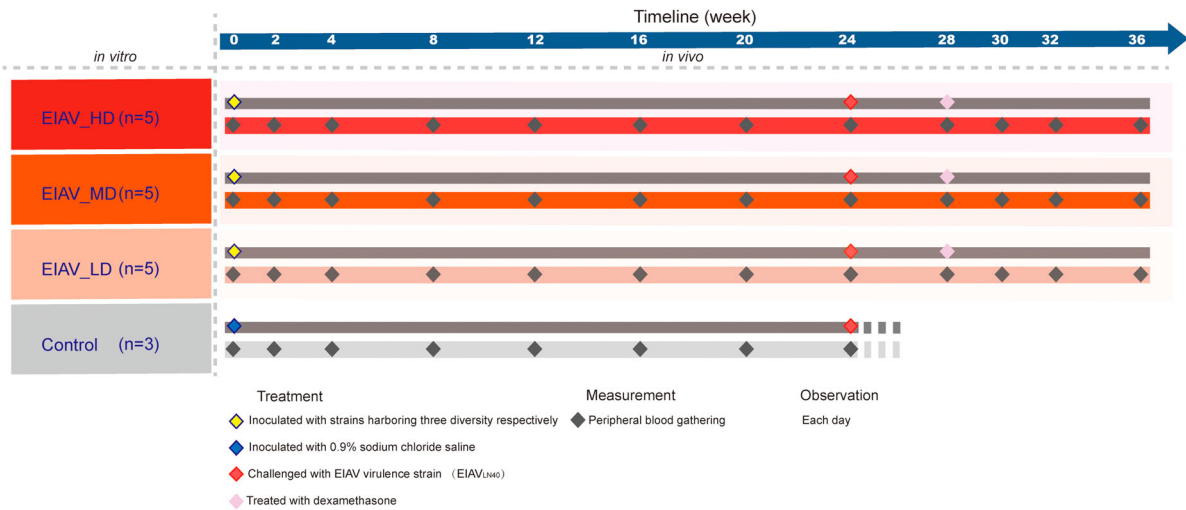 Timeline (week)
0 2 4 8 12 16 20 24 28 30 32 36
in vitro
in vivo
EIAV_HD (n=5)
EIAV_MD (n=5)
EIAV_LD (n=5)
Control (n=3)
Treatment Measurement Observation
Inoculated with strains harboring three diversity respectively Peripheral blood gathering Each day
Inoculated with 0.9% sodium chloride saline
Challenged with EIAV virulence strain （EIAVLN40）
Treated with dexamethasone